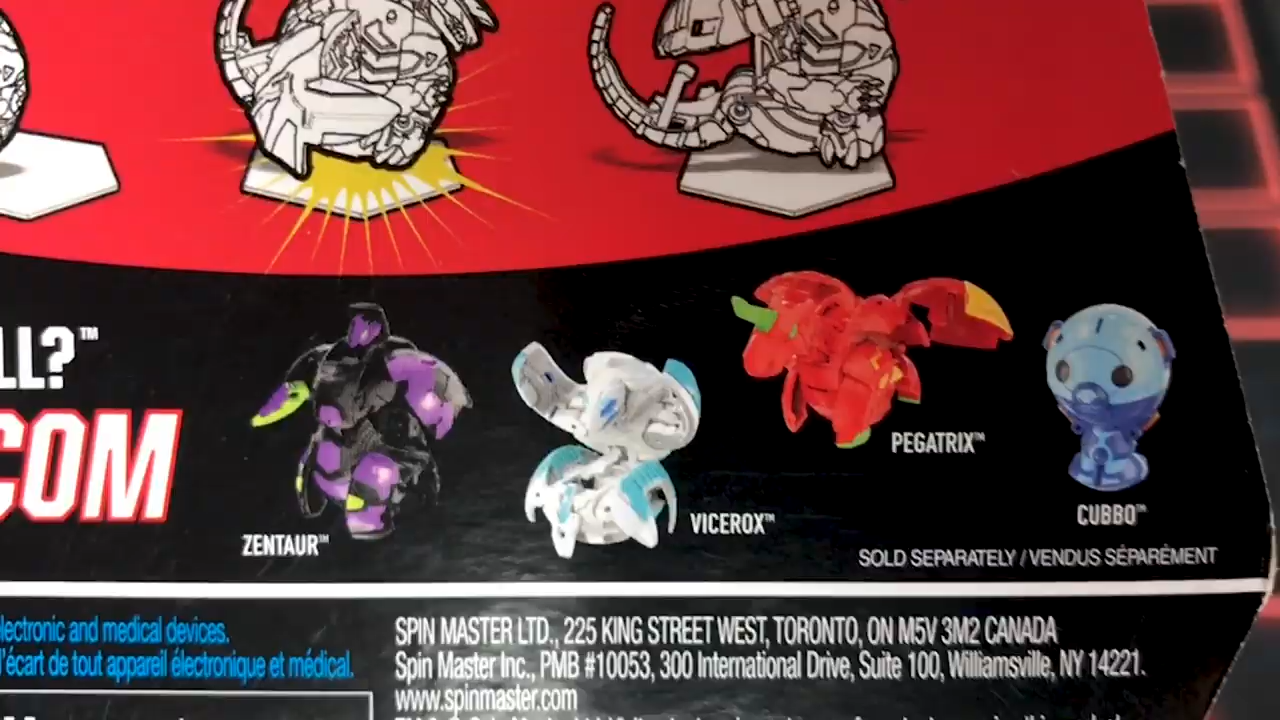 LL?™
COM
ZENTAUR™
VICEROX™
PEGATRIX™
CUBBO™
SOLD SEPARATELY / VENDUS SÉPARÉMENT
electronic and medical devices.
l'écart de tout appareil électronique et médical.
SPIN MASTER LTD., 225 KING STREET WEST, TORONTO, ON M5V 3M2 CANADA
Spin Master Inc., PMB #10053, 300 International Drive, Suite 100, Williamsville, NY 14221.
www.spinmaster.com